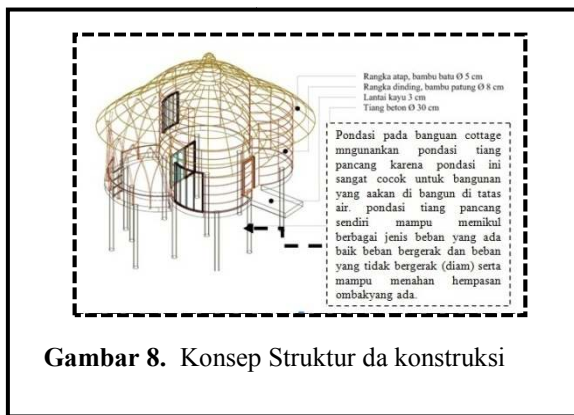 Rangka atap, bambu batu Ø 5 cm
Rangka dinding, bambu patung Ø 8 cm
Lantai kayu 3 cm
Tiang beton Ø 30 cm
Pondasi pada banguan cottage
mngunankan pondasi tiang
pancang karena pondasi ini
sangat cocok untuk bangunan
yang aakan di bangun di tatas
air. pondasi tiang pancang
sendiri mampu memikul
berbagai jenis beban yang ada
baik beban bergerak dan beban
yang tidak bergerak (diam) serta
mampu menahan hempasan
ombakyang ada.
Gambar 8. Konsep Struktur da konstruksi